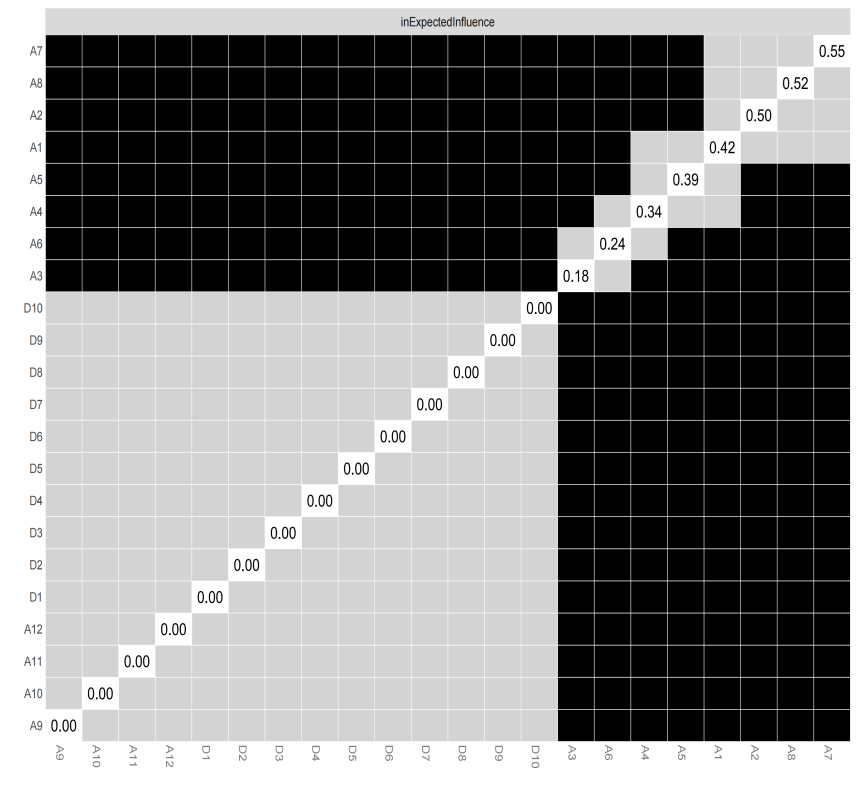 inExpectedInfluence
A7 0.55
A8 0.52
A2 0.50
A1 0.42
A5 0.39
A4 0.34
A6 0.24
A3 0.18
D10 0.00
D9 0.00
D8 0.00
D7 0.00
D6 0.00
D5 0.00
D4 0.00
D3 0.00
D2 0.00
D1 0.00
A12 0.00
A11 0.00
A10 0.00
A9 0.00
A9 A10 A11 A12 D1 D2 D3 D4 D5 D6 D7 D8 D9 D10 A3 A6 A4 A5 A1 A2 A8 A7